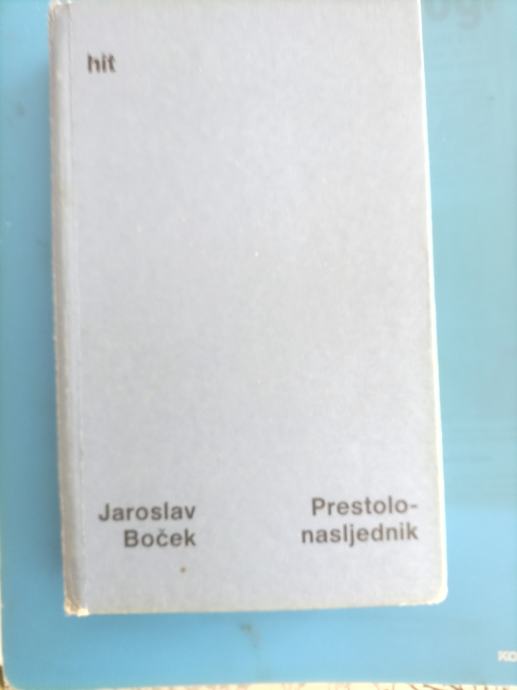 hit
Jaroslav
Boček
Prestolo-
nasljednik